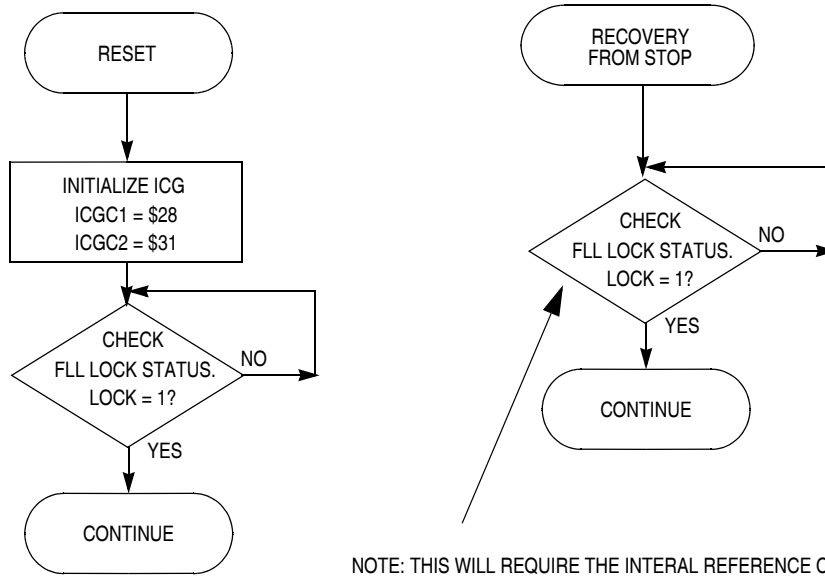 RESET
INITIALIZE ICG
ICGC1 = $28
ICGC2 = $31
CHECK
FLL LOCK STATUS.
LOCK = 1?
NO
YES
CONTINUE
RECOVERY
FROM STOP
CHECK
FLL LOCK STATUS.
LOCK = 1?
NO
YES
CONTINUE
NOTE: THIS WILL REQUIRE THE INTERAL REFERENCE